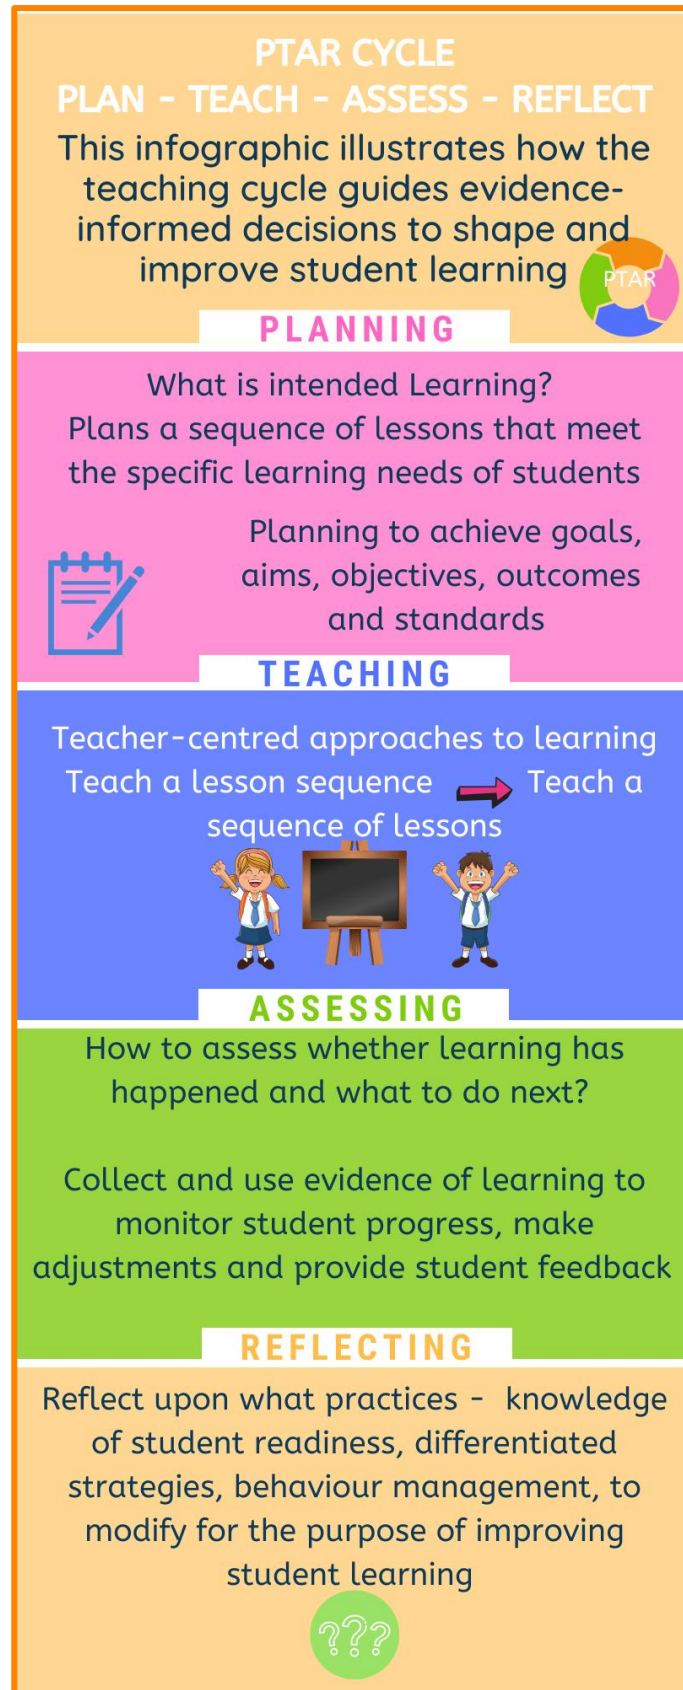 PTAR CYCLE
PLAN - TEACH - ASSESS - REFLECT
This infographic illustrates how the
teaching cycle guides evidence-
informed decisions to shape and
improve student learning
PTAR
PLANNING
What is intended Learning?
Plans a sequence of lessons that meet
the specific learning needs of students
Planning to achieve goals,
aims, objectives, outcomes
and standards
TEACHING
Teacher-centred approaches to learning
Teach a lesson sequence Teach a
sequence of lessons
ASSESSING
How to assess whether learning has
happened and what to do next?
Collect and use evidence of learning to
monitor student progress, make
adjustments and provide student feedback
REFLECTING
Reflect upon what practices - knowledge
of student readiness, differentiated
strategies, behaviour management, to
modify for the purpose of improving
student learning
???